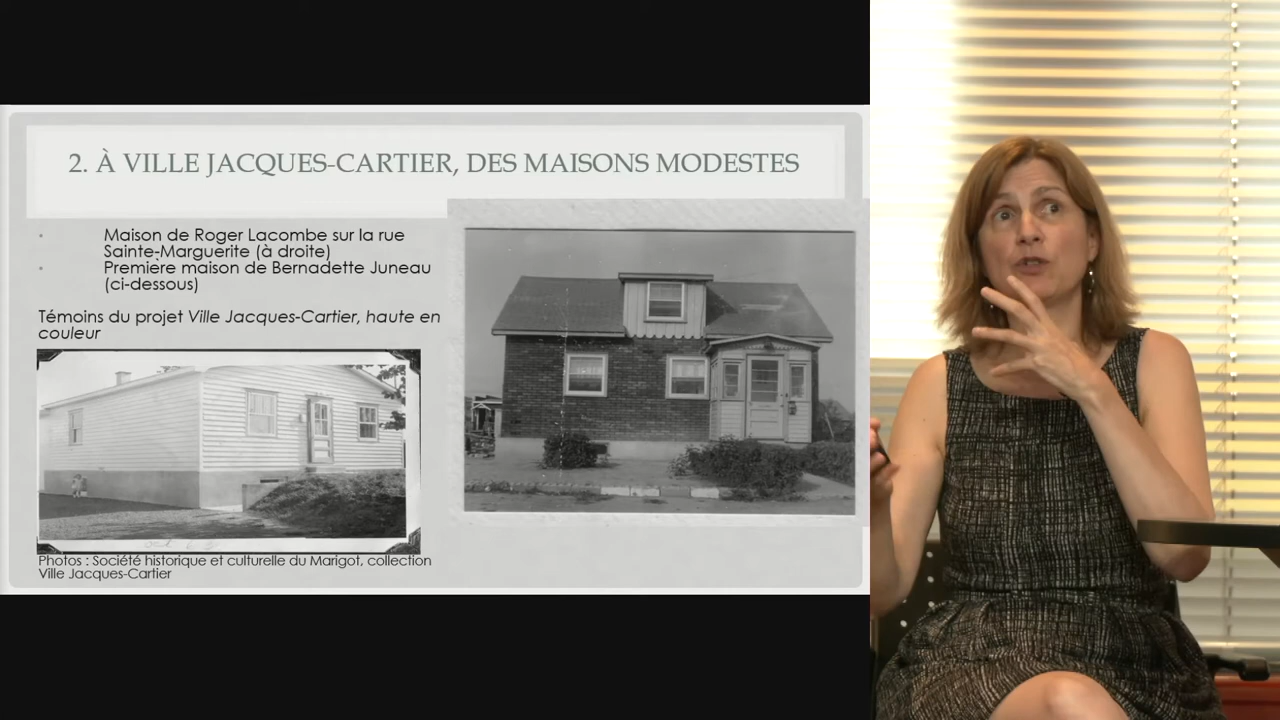 2. À VILLE JACQUES-CARTIER, DES MAISONS MODESTES
Maison de Roger Lacombe sur la rue
Sainte-Marguerite (à droite)
Première maison de Bernadette Juneau
(ci-dessous)
Témoins du projet Ville Jacques-Cartier, haute en
couleur
Photos : Société historique et culturelle du Marigot, collection
Ville Jacques-Cartier